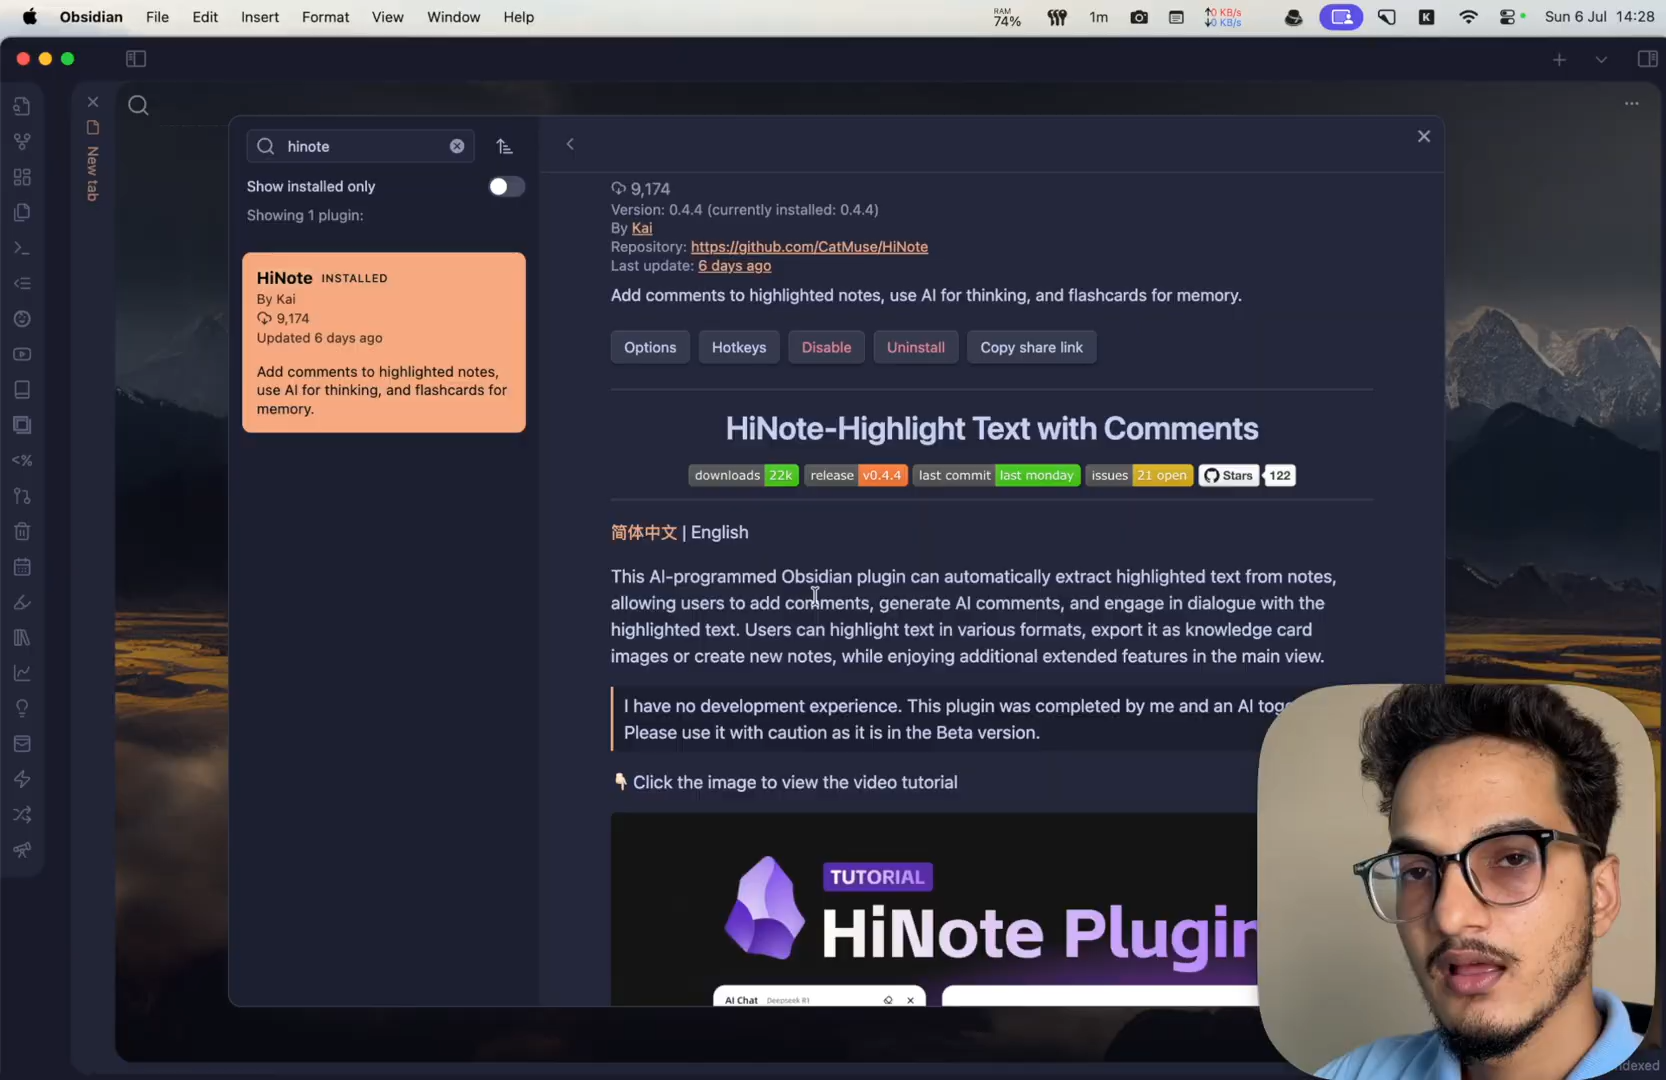 Obsidian File Edit Insert Format View Window Help
RAM 74% 1m 0 KB/s 0 KB/s K Sun 6 Jul 14:28
New tab
hinote
Show installed only
Showing 1 plugin:
HiNote INSTALLED
By Kai
9,174
Updated 6 days ago
Add comments to highlighted notes,
use AI for thinking, and flashcards for
memory.
9,174
Version: 0.4.4 (currently installed: 0.4.4)
By Kai
Repository: https://github.com/CatMuse/HiNote
Last update: 6 days ago
Add comments to highlighted notes, use AI for thinking, and flashcards for memory.
Options Hotkeys Disable Uninstall Copy share link
HiNote-Highlight Text with Comments
downloads 22k release v0.4.4 last commit last monday issues 21 open Stars 122
简体中文 | English
This AI-programmed Obsidian plugin can automatically extract highlighted text from notes,
allowing users to add comments, generate AI comments, and engage in dialogue with the
highlighted text. Users can highlight text in various formats, export it as knowledge card
images or create new notes, while enjoying additional extended features in the main view.
I have no development experience. This plugin was completed by me and an AI tog
Please use it with caution as it is in the Beta version.
👇🏻 Click the image to view the video tutorial
TUTORIAL
HiNote Plugin
AI Chat Deepseek R1
ndexed